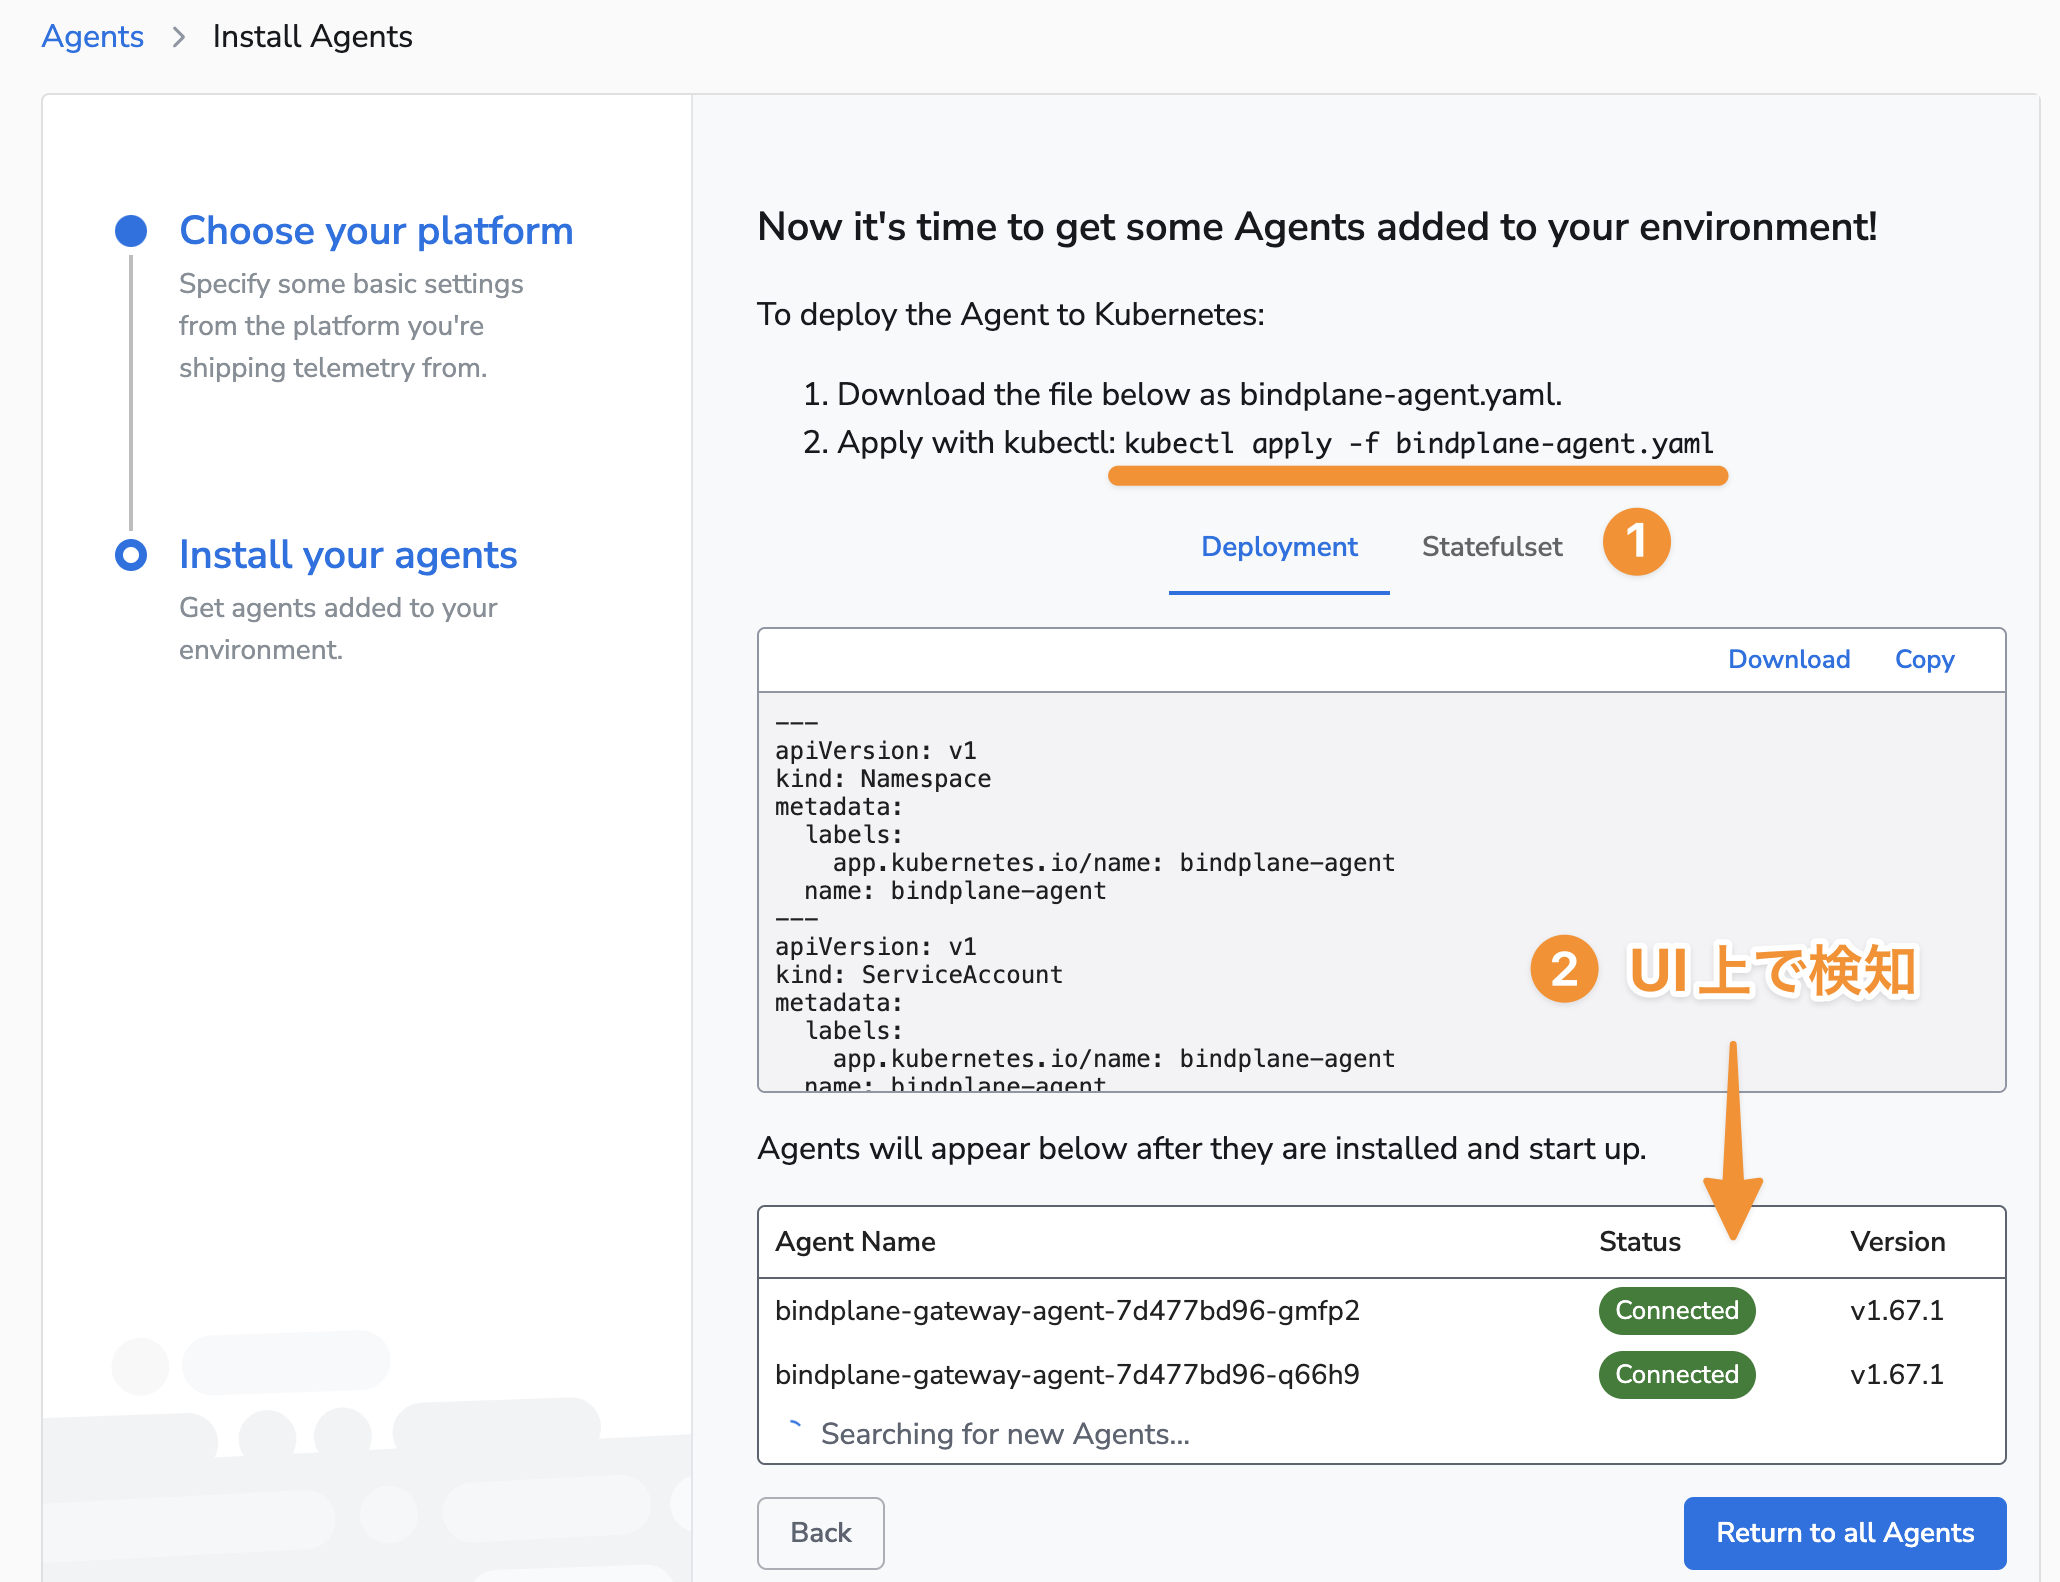 Agents > Install Agents
Choose your platform
Specify some basic settings
from the platform you're
shipping telemetry from.
Install your agents
Get agents added to your
environment.
Now it's time to get some Agents added to your environment!
To deploy the Agent to Kubernetes:
1. Download the file below as bindplane-agent.yaml.
2. Apply with kubectl: kubectl apply -f bindplane-agent.yaml
Deployment Statefulset 1
Download Copy
---
apiVersion: v1
kind: Namespace
metadata:
  labels:
    app.kubernetes.io/name: bindplane-agent
  name: bindplane-agent
---
apiVersion: v1
kind: ServiceAccount
metadata:
  labels:
    app.kubernetes.io/name: bindplane-agent
  name: bindplane-agent
2 UI上で検知
Agents will appear below after they are installed and start up.
Agent Name Status Version
bindplane-gateway-agent-7d477bd96-gmfp2 Connected v1.67.1
bindplane-gateway-agent-7d477bd96-q66h9 Connected v1.67.1
Searching for new Agents...
Back Return to all Agents